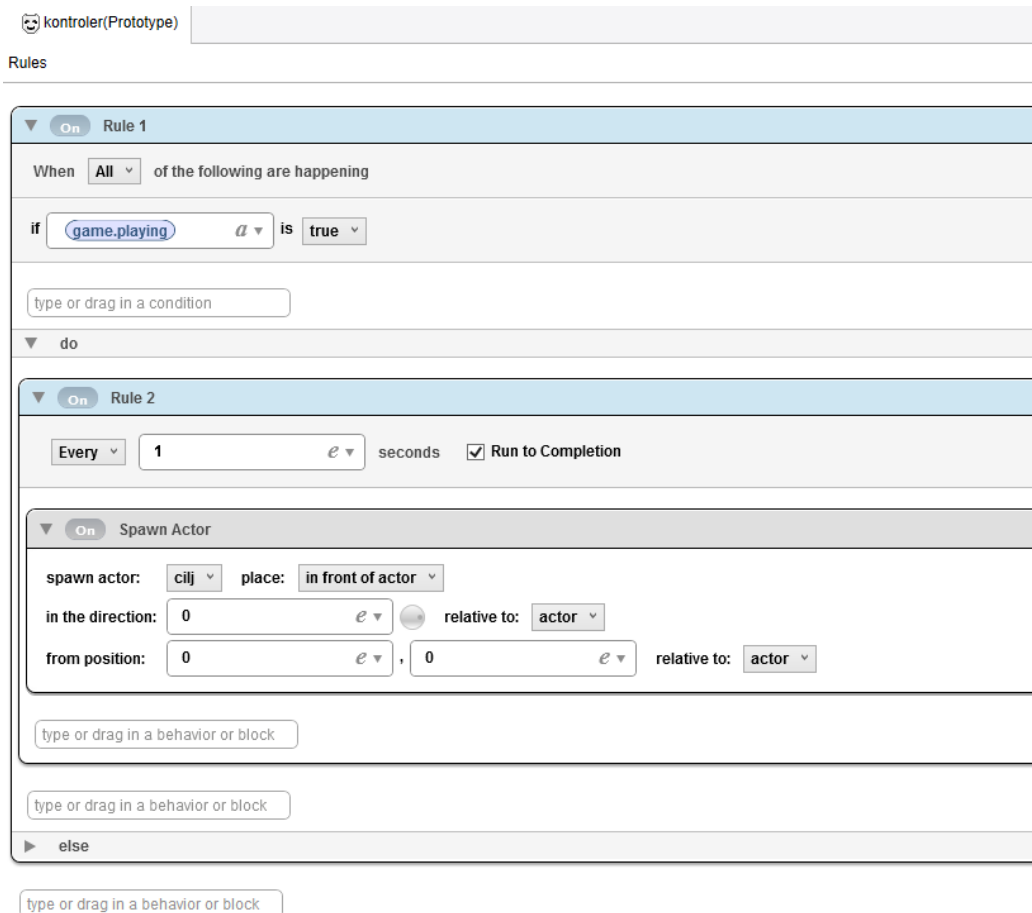 kontroler(Prototype)
Rules
On Rule 1
When All of the following are happening
if game.playing a is true
type or drag in a condition
do
On Rule 2
Every 1 e seconds Run to Completion
On Spawn Actor
spawn actor: cilj place: in front of actor
in the direction: 0 e relative to: actor
from position: 0 e , 0 e relative to: actor
type or drag in a behavior or block
type or drag in a behavior or block
else
type or drag in a behavior or block